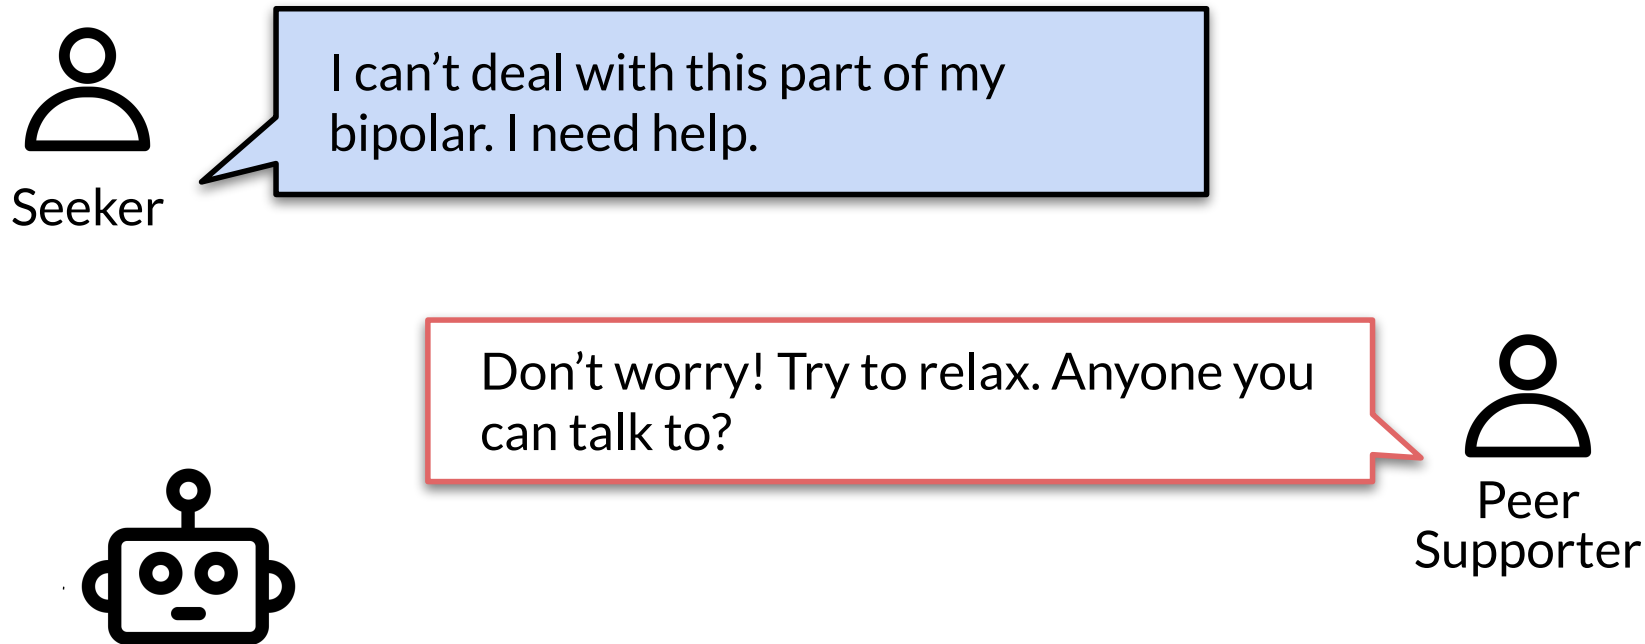 I can’t deal with this part of my
bipolar. I need help.
Seeker
Don’t worry! Try to relax. Anyone you
can talk to?
Peer
Supporter